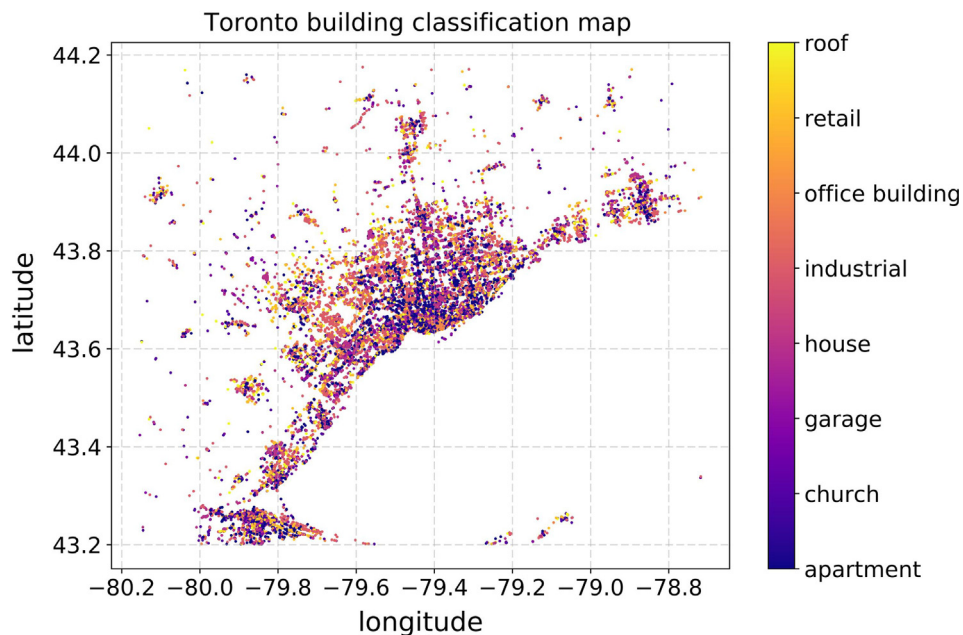 Toronto building classification map
44.2
44.0
43.8
43.6
43.4
43.2
latitude
−80.2 −80.0 −79.8 −79.6 −79.4 −79.2 −79.0 −78.8
longitude
roof
retail
office building
industrial
house
garage
church
apartment